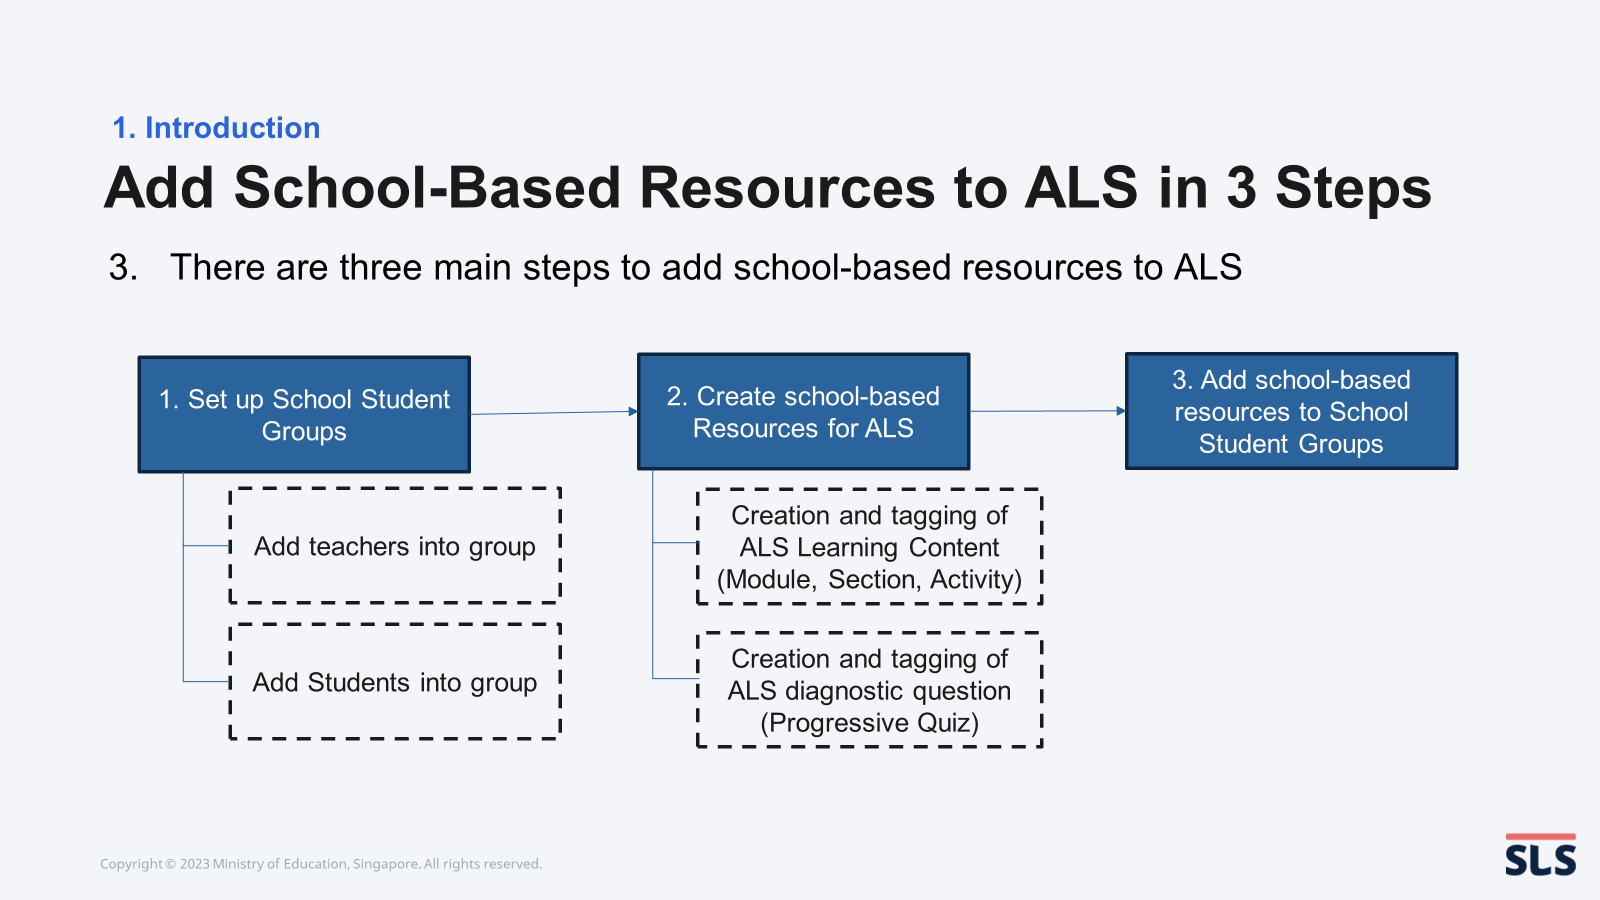 1. Introduction
Add School-Based Resources to ALS in 3 Steps
3. There are three main steps to add school-based resources to ALS
1. Set up School Student
Groups
2. Create school-based
Resources for ALS
3. Add school-based
resources to School
Student Groups
Add teachers into group
Add Students into group
Creation and tagging of
ALS Learning Content
(Module, Section, Activity)
Creation and tagging of
ALS diagnostic question
(Progressive Quiz)
Copyright © 2023 Ministry of Education, Singapore. All rights reserved.
SLS